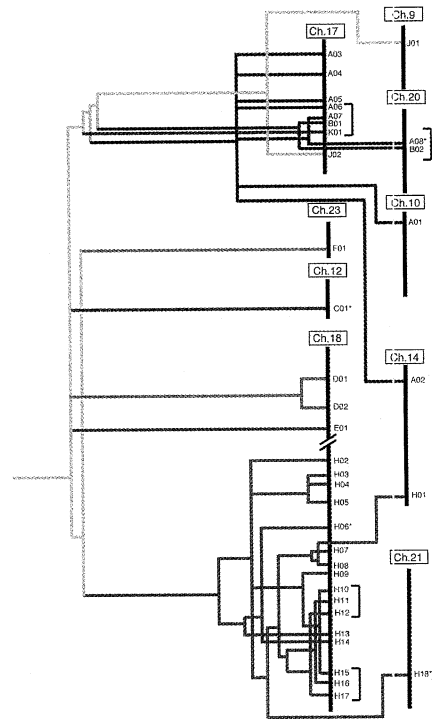 Ch.9
Ch.17
J01
A03
A04
Ch.20
A05
A06
A07
B01
K01
J02
A08*
B02
Ch.10
Ch.23
A01
F01
Ch.12
C01*
Ch.18
Ch.14
D01
A02
D02
E01
H02
H03
H04
H05
H01
H06*
H07
H08
Ch.21
H09
H10
H11
H12
H13
H14
H15
H16
H17
H18*